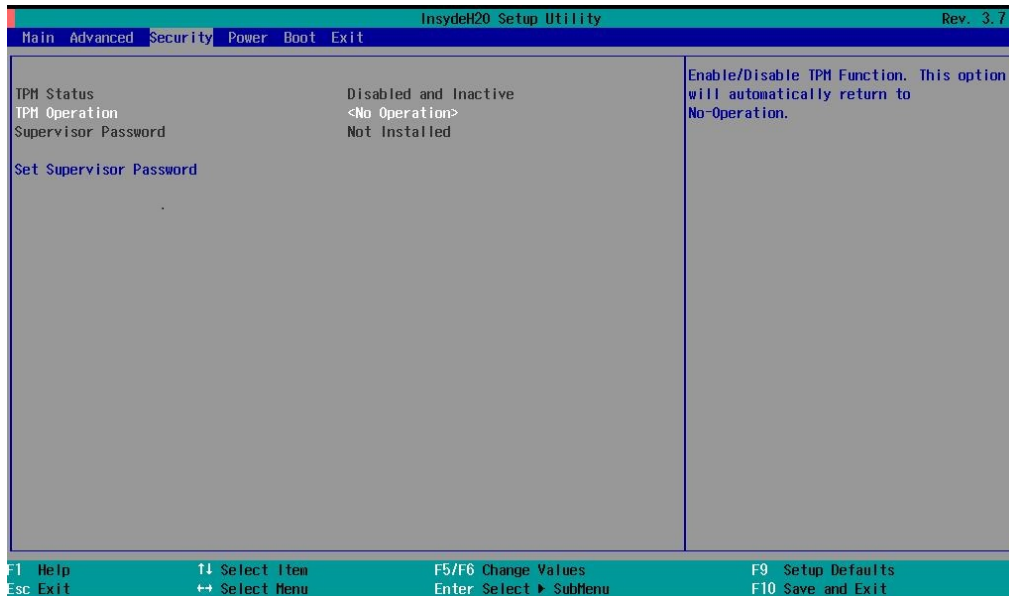 InsydeH20 Setup Utility Rev. 3.7
Main Advanced Security Power Boot Exit
TPM Status Disabled and Inactive
TPM Operation <No Operation>
Supervisor Password Not Installed
Set Supervisor Password
Enable/Disable TPM Function. This option
will automatically return to
No-Operation.
F1 Help ↑↓ Select Item F5/F6 Change Values F9 Setup Defaults
Esc Exit ↔ Select Menu Enter Select ▶ SubMenu F10 Save and Exit